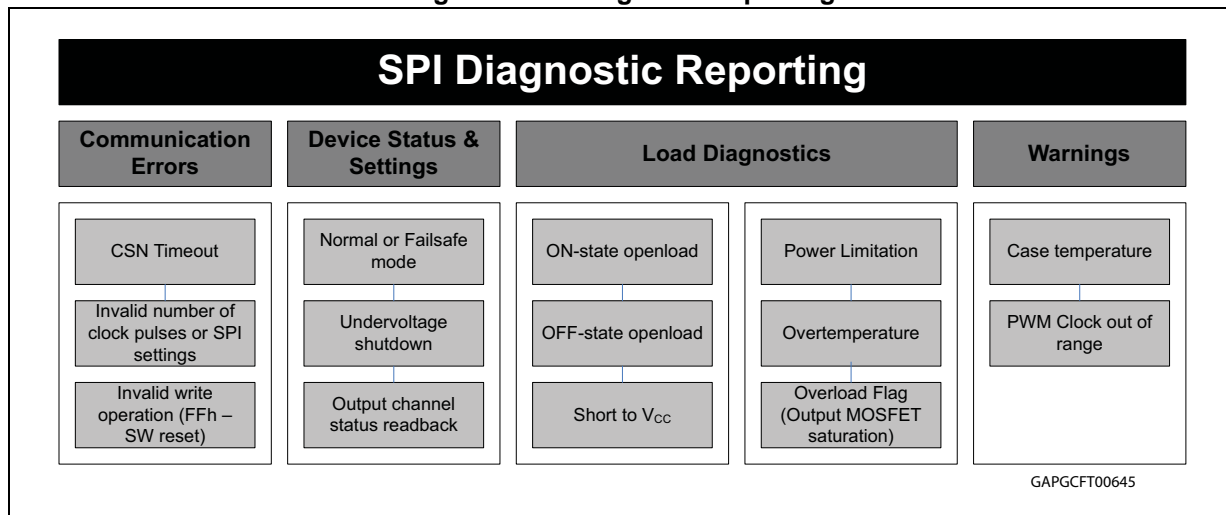 SPI Diagnostic Reporting
Communication
Errors
Device Status &
Settings
Load Diagnostics
Warnings
CSN Timeout
Invalid number of
clock pulses or SPI
settings
Invalid write
operation (FFh –
SW reset)
Normal or Failsafe
mode
Undervoltage
shutdown
Output channel
status readback
ON-state openload
OFF-state openload
Short to VCC
Power Limitation
Overtemperature
Overload Flag
(Output MOSFET
saturation)
Case temperature
PWM Clock out of
range
GAPGCFT00645